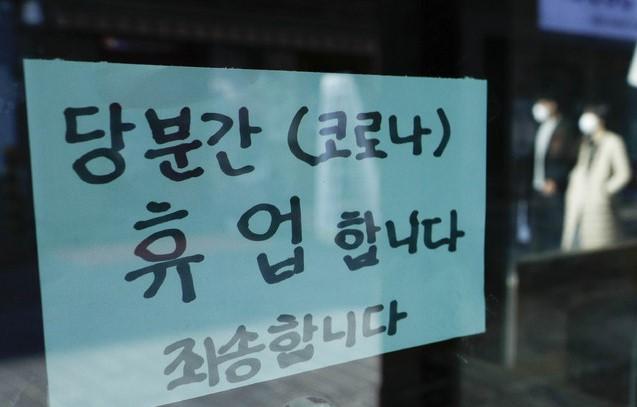 당분간 (코로나)
휴 업 합니다
죄송합니다